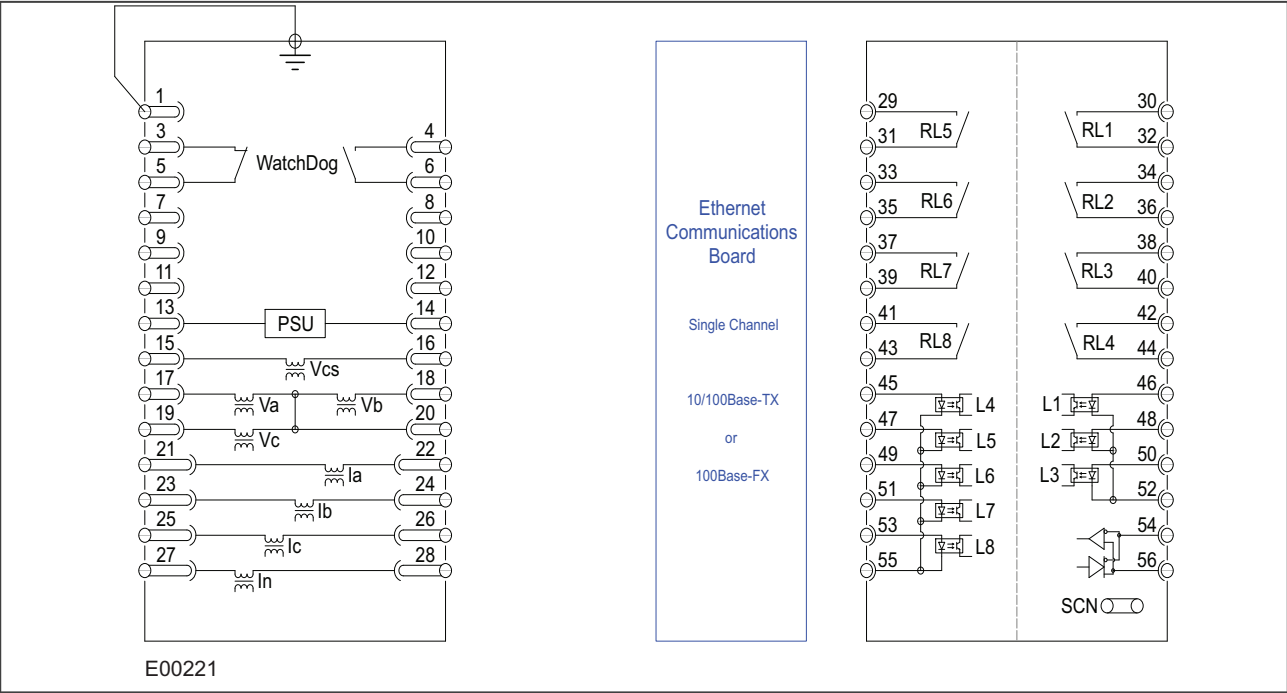 1
3
4
WatchDog
5
6
7
8
9
10
11
12
13
14
PSU
15
16
Vcs
17
18
Va
Vb
19
20
Vc
21
22
Ia
23
24
Ib
25
26
Ic
27
28
In
E00221
Ethernet
Communications
Board
Single Channel
10/100Base-TX
or
100Base-FX
29
30
RL5
RL1
31
32
33
34
RL6
RL2
35
36
37
38
RL7
RL3
39
40
41
42
RL8
RL4
43
44
45
46
L4
L1
47
48
L5
L2
49
50
L6
L3
51
52
L7
53
54
L8
55
56
SCN